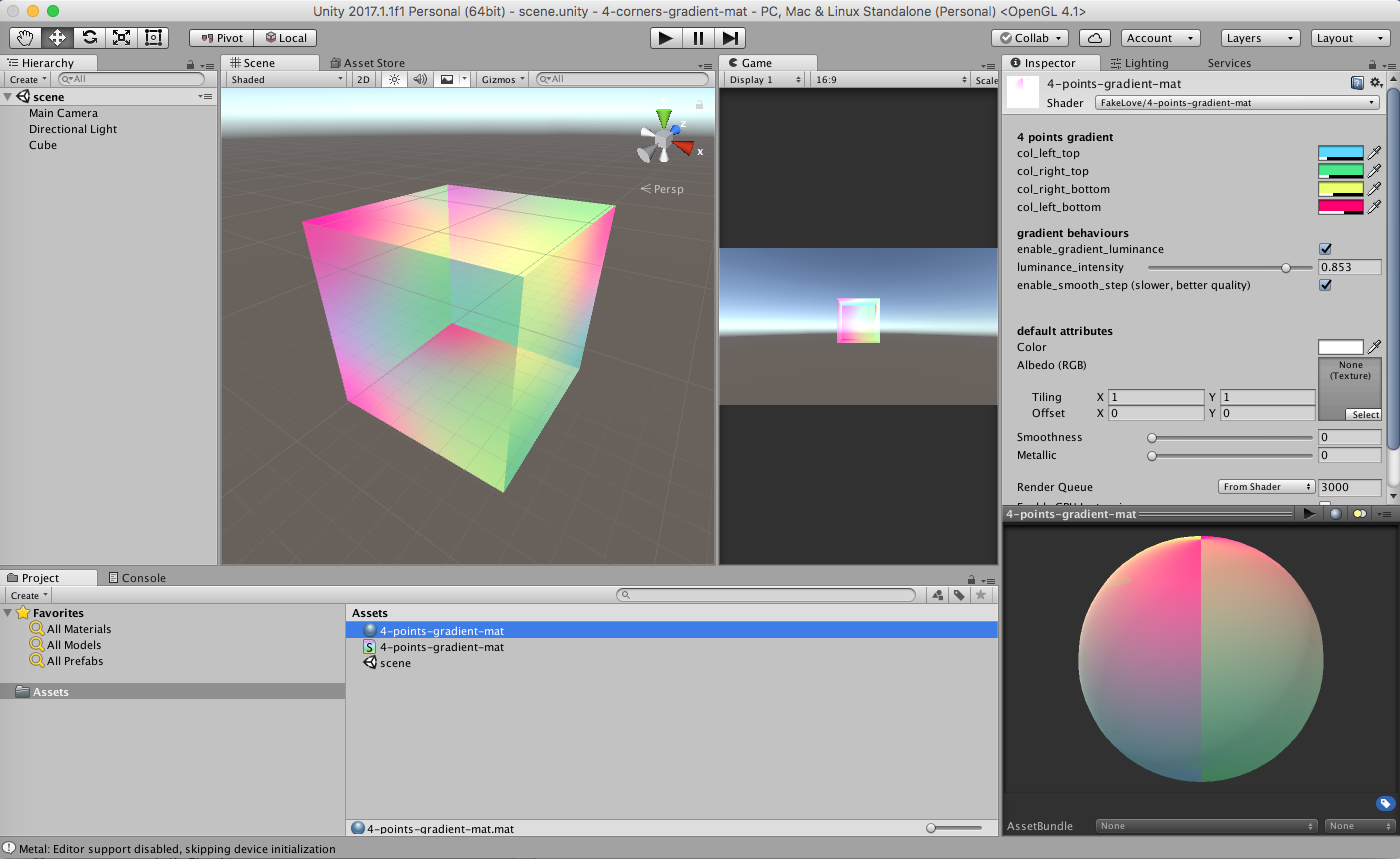 Unity 2017.1.1f1 Personal (64bit) - scene.unity - 4-corners-gradient-mat - PC, Mac & Linux Standalone (Personal) <OpenGL 4.1>
Pivot Local Collab Account Layers Layout
Hierarchy
Create All
scene
Main Camera
Directional Light
Cube
Scene Asset Store
Shaded 2D Gizmos All
z
x
Persp
Game
Display 1 16:9 Scale
Inspector Lighting Services
4-points-gradient-mat
Shader FakeLove/4-points-gradient-mat
4 points gradient
col_left_top
col_right_top
col_right_bottom
col_left_bottom
gradient behaviours
enable_gradient_luminance
luminance_intensity 0.853
enable_smooth_step (slower, better quality)
default attributes
Color
Albedo (RGB) None
(Texture)
Tiling X 1 Y 1
Offset X 0 Y 0
Select
Smoothness 0
Metallic 0
Render Queue From Shader 3000
4-points-gradient-mat
AssetBundle None None
Project Console
Create
Favorites
All Materials
All Models
All Prefabs
Assets
Assets
4-points-gradient-mat
S 4-points-gradient-mat
scene
4-points-gradient-mat.mat
Metal: Editor support disabled, skipping device initialization